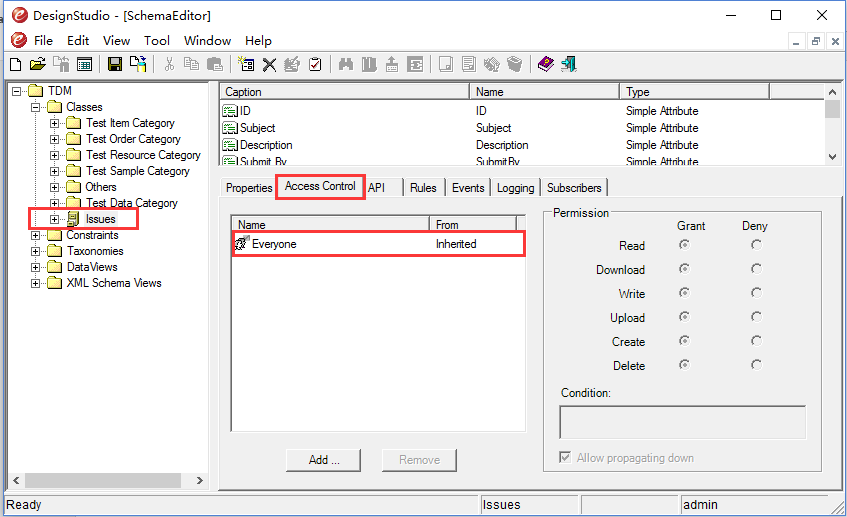 DesignStudio - [SchemaEditor]
File Edit View Tool Window Help
TDM
Classes
Test Item Category
Test Order Category
Test Resource Category
Test Sample Category
Others
Test Data Category
Issues
Constraints
Taxonomies
DataViews
XML Schema Views
Caption Name Type
ID ID Simple Attribute
Subject Subject Simple Attribute
Description Description Simple Attribute
Submit By SubmitBy Simple Attribute
Properties Access Control API Rules Events Logging Subscribers
Name From
Everyone Inherited
Add ... Remove
Permission
Grant Deny
Read
Download
Write
Upload
Create
Delete
Condition:
Allow propagating down
Ready Issues admin